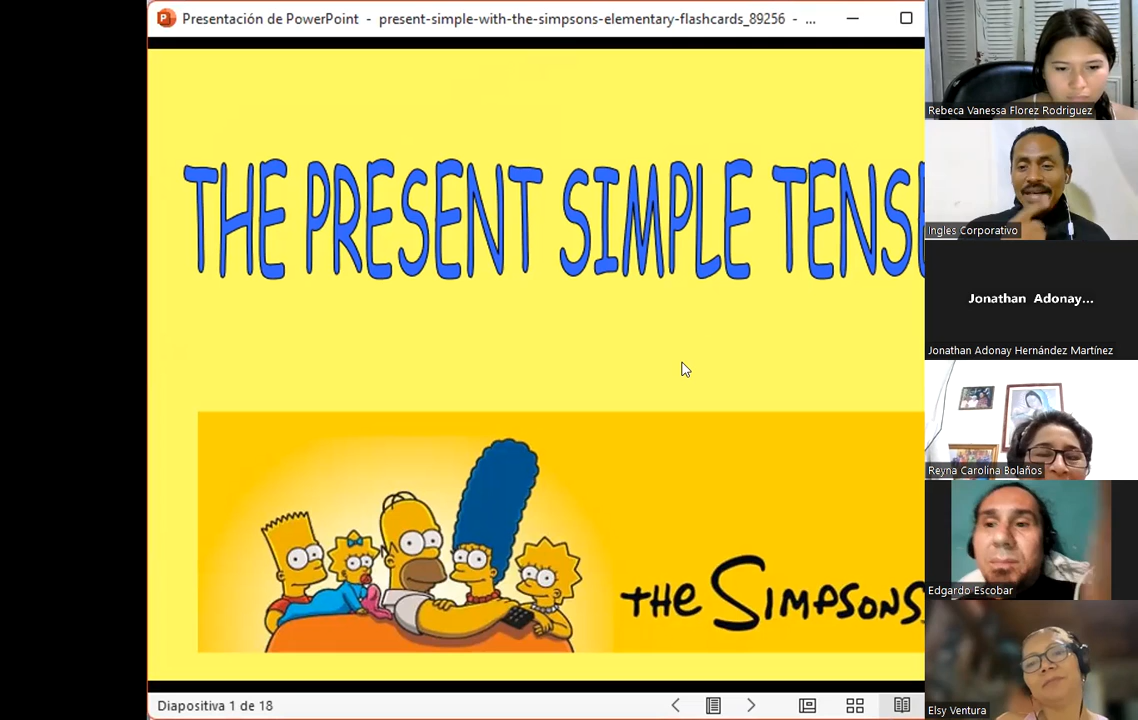 Presentación de PowerPoint - present-simple-with-the-simpsons-elementary-flashcards_89256 - ...
THE PRESENT SIMPLE TENSE
THE SIMPSONS
Diapositiva 1 de 18
Rebeca Vanessa Florez Rodriguez
Ingles Corporativo
Jonathan Adonay...
Jonathan Adonay Hernández Martínez
Reyna Carolina Bolaños
Edgardo Escobar
Elsy Ventura